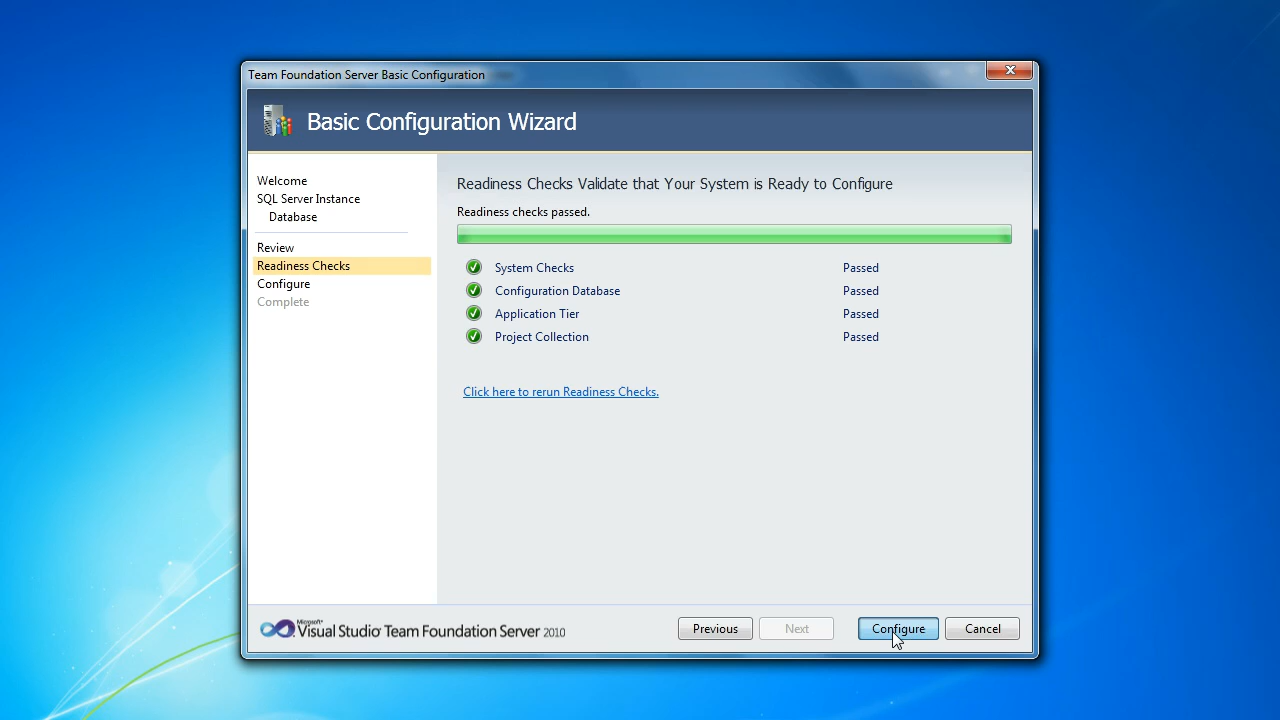 Team Foundation Server Basic Configuration
Basic Configuration Wizard
Welcome
SQL Server Instance
Database
Review
Readiness Checks
Configure
Complete
Readiness Checks Validate that Your System is Ready to Configure
Readiness checks passed.
System Checks Passed
Configuration Database Passed
Application Tier Passed
Project Collection Passed
Click here to rerun Readiness Checks.
Microsoft®
Visual Studio® Team Foundation Server 2010
Previous Next Configure Cancel